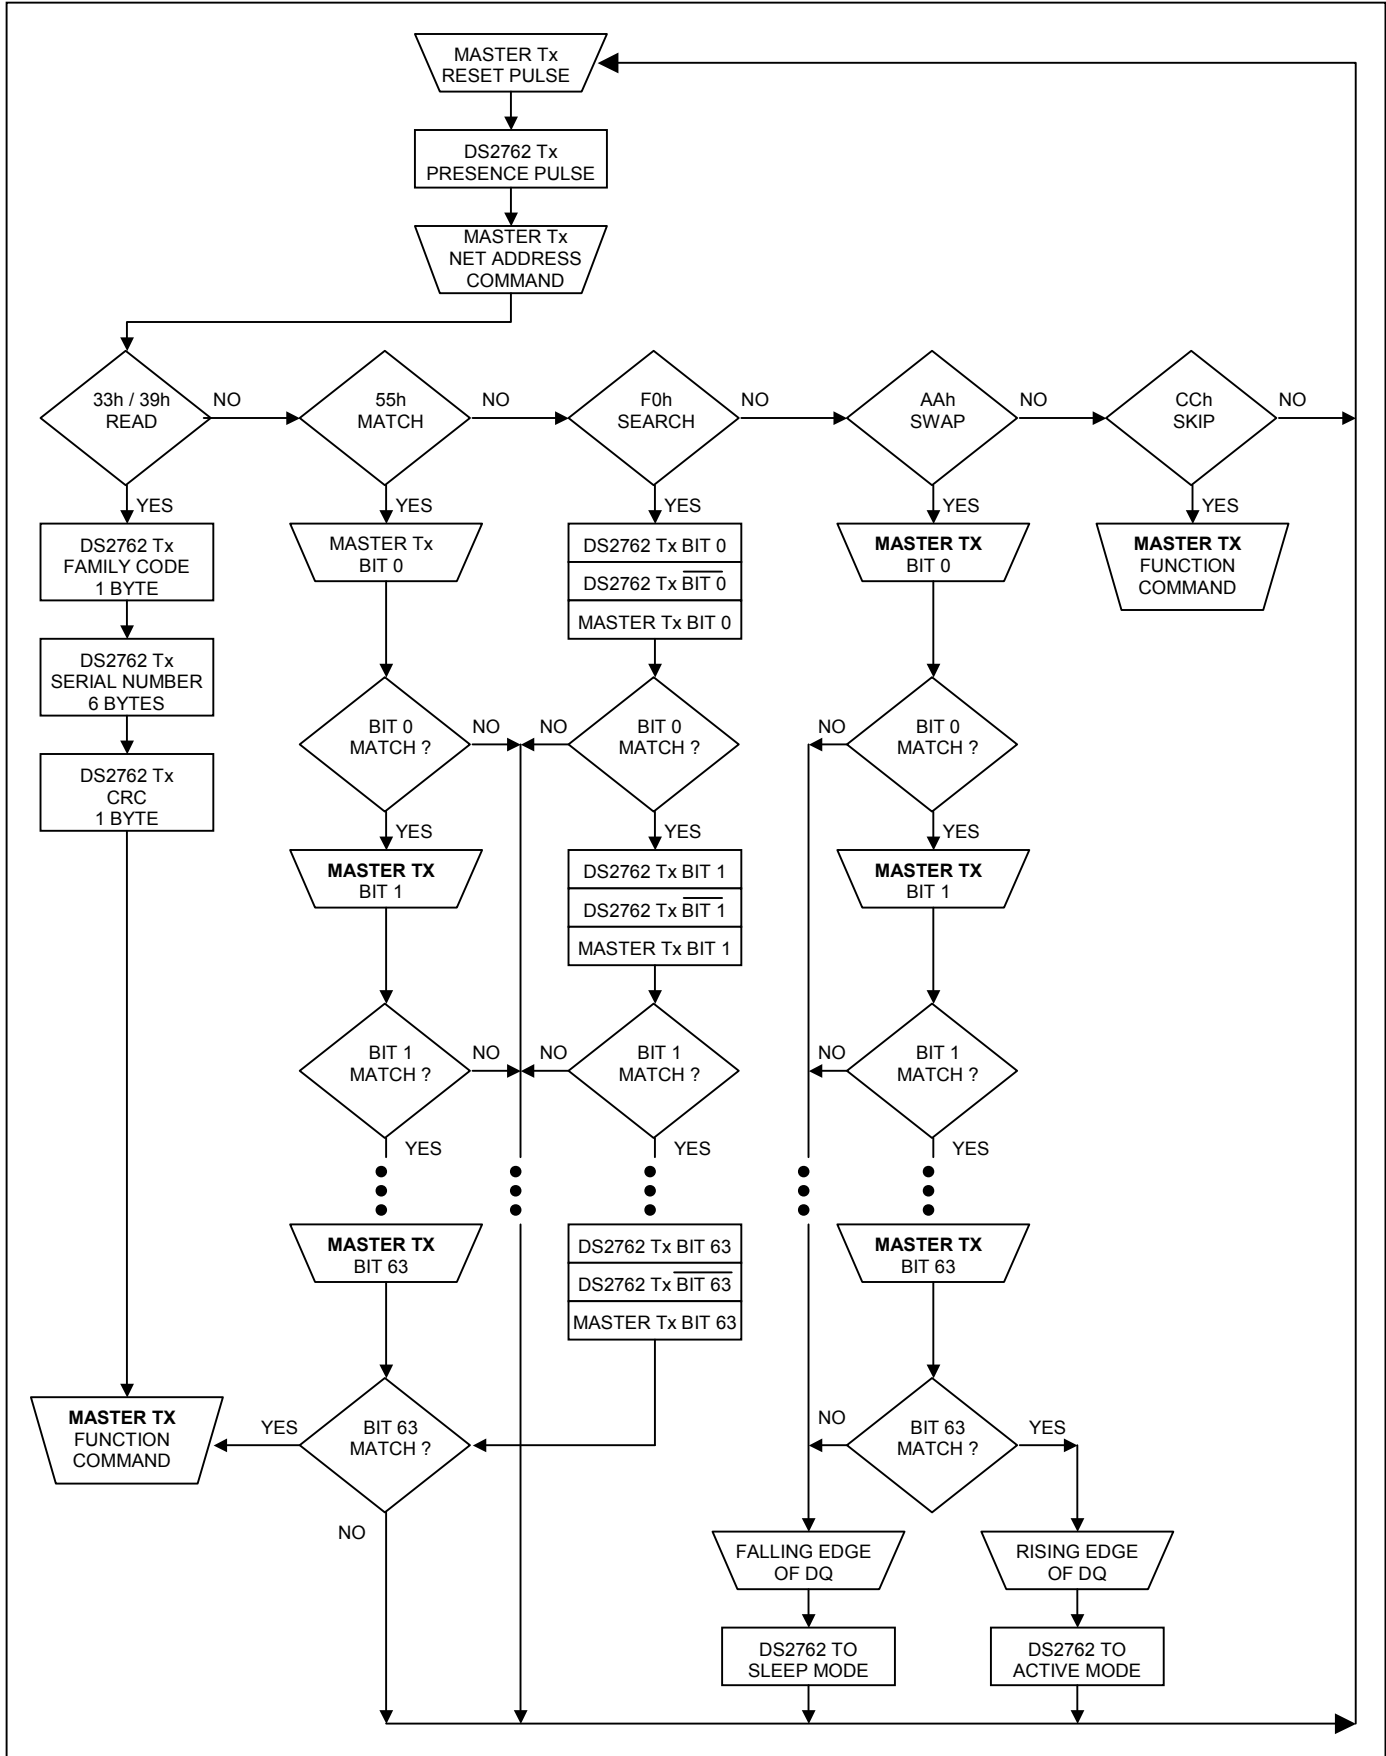 MASTER Tx
RESET PULSE
DS2762 Tx
PRESENCE PULSE
MASTER Tx
NET ADDRESS
COMMAND
33h / 39h
READ
NO
55h
MATCH
NO
F0h
SEARCH
NO
AAh
SWAP
NO
CCh
SKIP
NO
YES
YES
YES
YES
YES
DS2762 Tx
FAMILY CODE
1 BYTE
DS2762 Tx
SERIAL NUMBER
6 BYTES
DS2762 Tx
CRC
1 BYTE
MASTER Tx
BIT 0
BIT 0
MATCH ?
NO
YES
MASTER TX
BIT 1
BIT 1
MATCH ?
NO
YES
MASTER TX
BIT 63
BIT 63
MATCH ?
YES
NO
MASTER TX
FUNCTION
COMMAND
DS2762 Tx BIT 0
DS2762 Tx BIT 0
MASTER Tx BIT 0
BIT 0
MATCH ?
NO
YES
DS2762 Tx BIT 1
DS2762 Tx BIT 1
MASTER Tx BIT 1
BIT 1
MATCH ?
NO
YES
DS2762 Tx BIT 63
DS2762 Tx BIT 63
MASTER Tx BIT 63
MASTER TX
BIT 0
BIT 0
MATCH ?
NO
YES
MASTER TX
BIT 1
BIT 1
MATCH ?
NO
YES
MASTER TX
BIT 63
BIT 63
MATCH ?
NO
YES
FALLING EDGE
OF DQ
RISING EDGE
OF DQ
DS2762 TO
SLEEP MODE
DS2762 TO
ACTIVE MODE
MASTER TX
FUNCTION
COMMAND